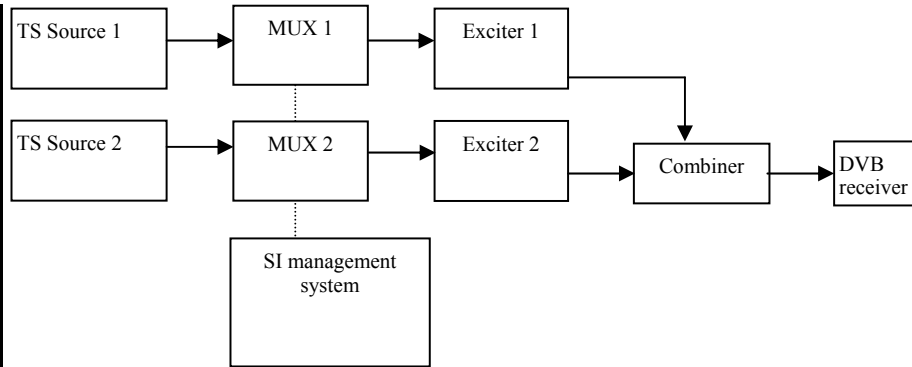 TS Source 1
MUX 1
Exciter 1
TS Source 2
MUX 2
Exciter 2
Combiner
DVB
receiver
SI management
system